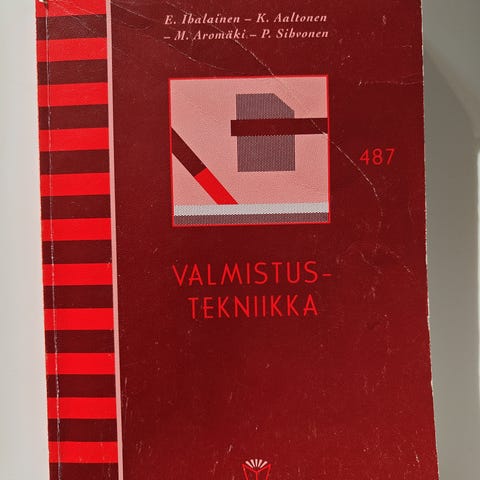 E. Ihalainen – K. Aaltonen
– M. Aromäki – P. Sihvonen
487
VALMISTUS-
TEKNIIKKA